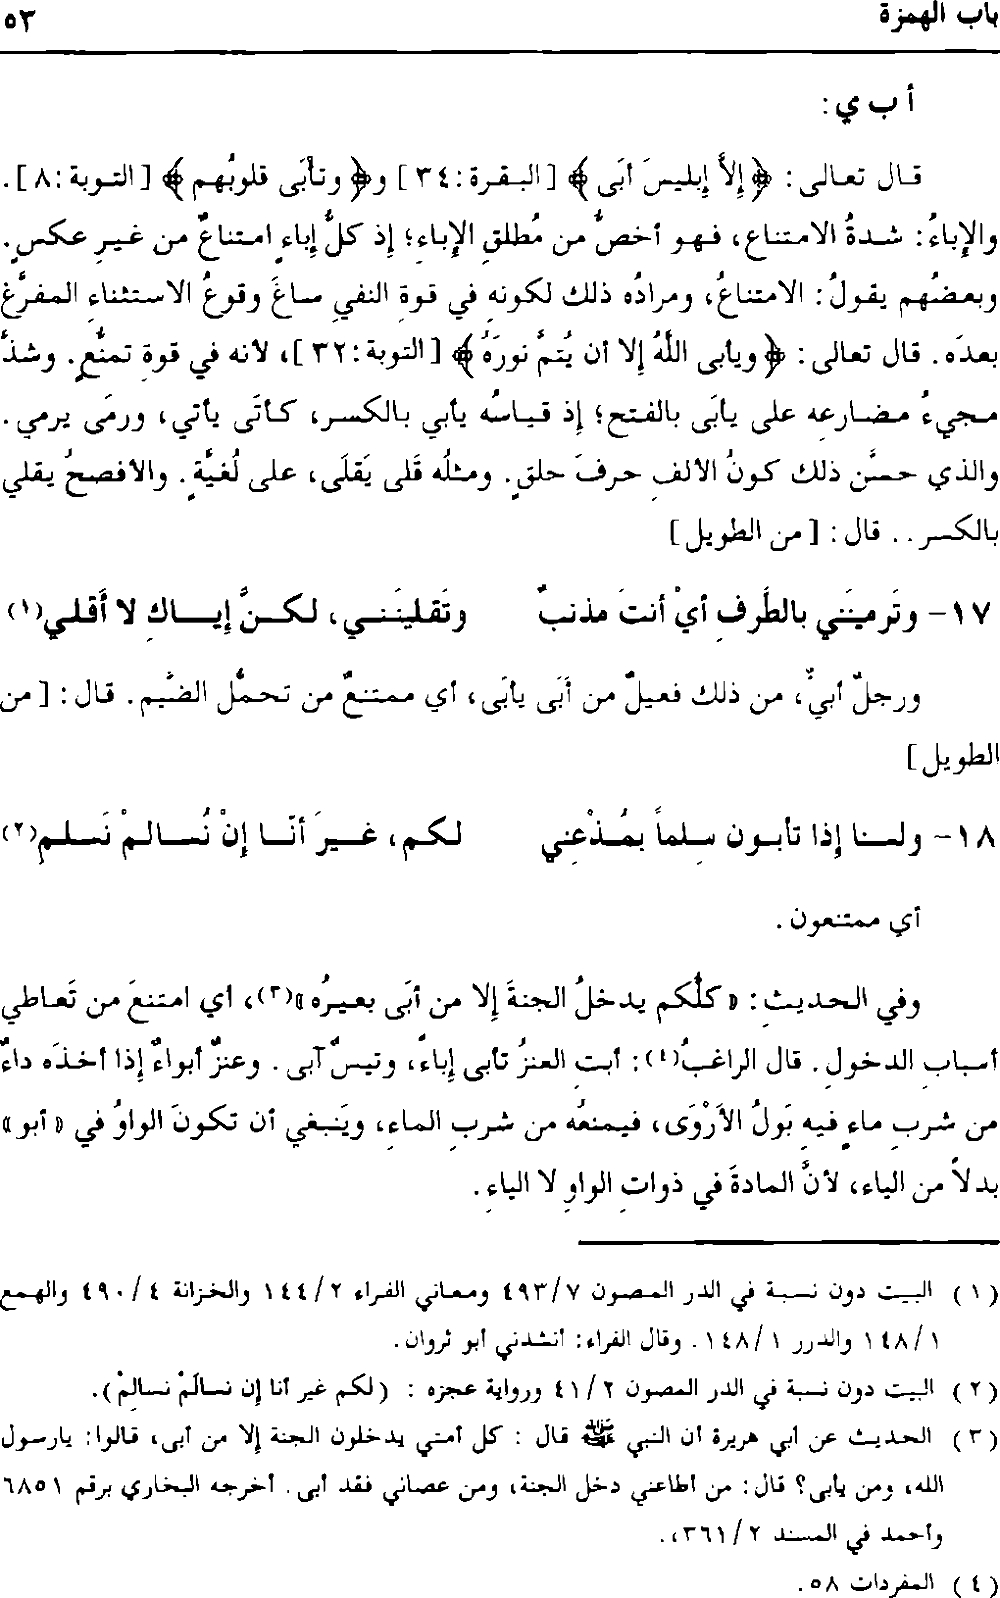 باب الهمزة ٥٣
أ ب ي:
قال تعالى: ﴿إلاَّ إبليسَ أبَى﴾ [البقرة:٣٤] و﴿وتأبَى قلوبُهم﴾ [التوبة:٨].
والإباءُ: شدةُ الامتناع، فهو أخصُّ من مُطلقِ الإباءِ؛ إذ كلُّ إباءٍ امتناعٌ من غيرِ عكسٍ.
وبعضُهم يقولُ: الامتناعُ، ومرادُه ذلك لكونِه في قوةِ النفيِ ساغَ وقوعُ الاستثناءِ المفرَّغِ
بعدَه. قال تعالى: ﴿ويأبى اللَّهُ إلا أن يُتمَّ نورَهُ﴾ [التوبة:٣٢]، لأنه في قوةِ تمنُّعٍ. وشذَّ
مجيءُ مضارعِه على يأبَى بالفتح؛ إذ قياسُه يأبي بالكسر، كأتَى يأتي، ورمَى يرمي.
والذي حسَّن ذلك كونُ الألفِ حرفَ حلقٍ. ومثلُه قَلى يَقلَى، على لُغيَّةٍ. والأفصحُ يقلي
بالكسر.. قال: [من الطويل]
١٧- وتَرمينَني بالطَّرفِ أيْ أنتَ مذنبٌ وتَقلينَني، لكنَّ إياكِ لا أَقلي(١)
ورجلٌ أبيٌّ، من ذلك فعيلٌ من أَبَى يأبَى، أي ممتنعٌ من تحمُّل الضَّيم. قال: [من
الطويل]
١٨- ولسنا إذا تأبون سِلماً بمُذْعِني لكم، غيرَ أنّا إنْ نُسالمْ نَسلمِ(٢)
أي ممتنعون.
وفي الحديثِ: «كلُّكم يدخلُ الجنةَ إلا من أبَى بعيرُه»(٣)، أي امتنعَ من تَعاطي
أسبابِ الدخولِ. قال الراغبُ(٤): أبتِ العنزُ تأبى إباءً، وتيسٌ آبى. وعنزٌ أبواءٌ إذا أخذَه داءٌ
من شربِ ماءٍ فيهِ بَولُ الأرْوَى، فيمنعُه من شربِ الماءِ، ويَنبغي أن تكونَ الواوُ في «أبو»
بدلاً من الياء، لأنَّ المادةَ في ذواتِ الواوِ لا الياءِ.
(١) البيت دون نسبة في الدر المصون ٤٩٣/٧ ومعاني الفراء ١٤٤/٢ والخزانة ٤٩٠/٤ والهمع
١٤٨/١ والدرر ١٤٨/١. وقال الفراء: أنشدني أبو ثروان.
(٢) البيت دون نسبة في الدر المصون ٤١/٢ ورواية عجزه : (لكم غير أنا إن نسالَمْ نسالِمْ).
(٣) الحديث عن أبي هريرة أن النبي ﷺ قال : كل أمتي يدخلون الجنة إلا من أبى، قالوا: يارسول
الله، ومن يأبى؟ قال: من أطاعني دخل الجنة، ومن عصاني فقد أبى. أخرجه البخاري برقم ٦٨٥١
وأحمد في المسند ٣٦١/٢،.
(٤) المفردات ٥٨.